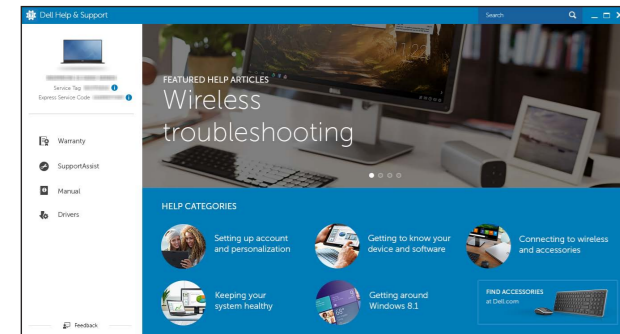 Dell Help & Support
Search
Service Tag:
Express Service Code:
Warranty
SupportAssist
Manual
Drivers
Feedback
FEATURED HELP ARTICLES
Wireless
troubleshooting
HELP CATEGORIES
Setting up account
and personalization
Getting to know your
device and software
Connecting to wireless
and accessories
Keeping your
system healthy
Getting around
Windows 8.1
FIND ACCESSORIES
at Dell.com